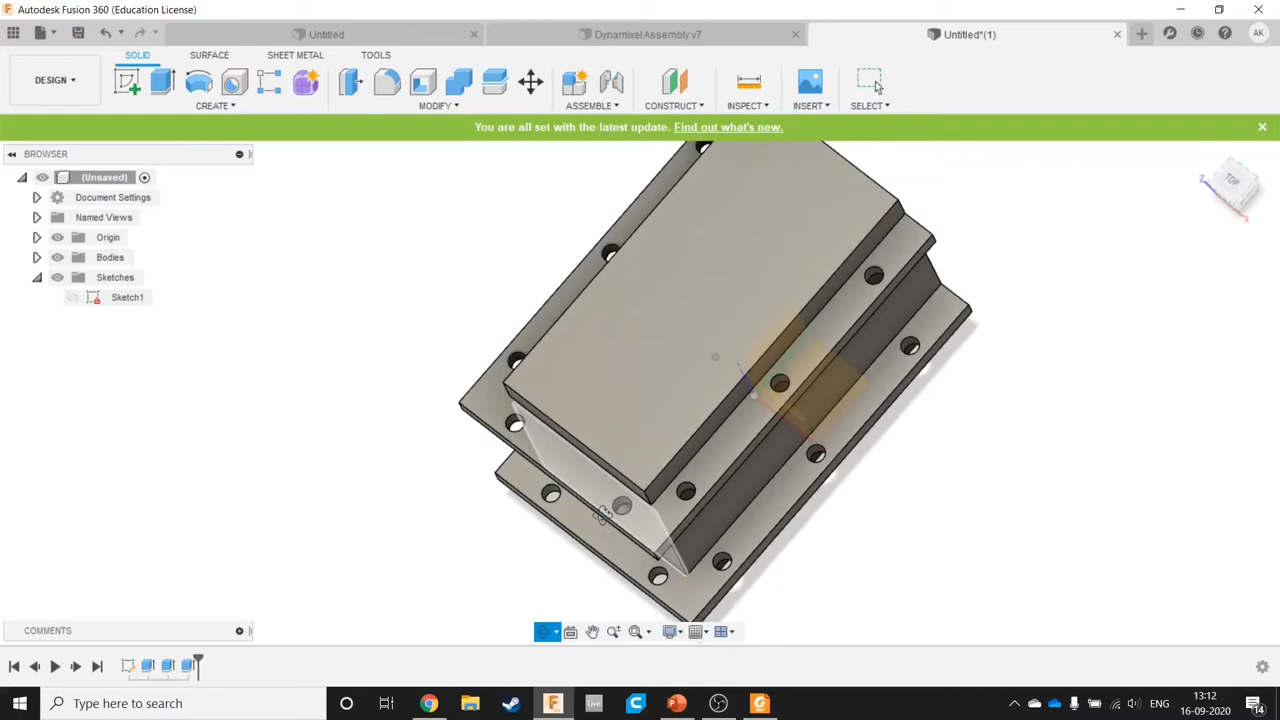 Autodesk Fusion 360 (Education License)
Untitled
Dynamixel Assembly v7
Untitled*(1)
AK
SOLID
SURFACE
SHEET METAL
TOOLS
DESIGN
CREATE
MODIFY
ASSEMBLE
CONSTRUCT
INSPECT
INSERT
SELECT
You are all set with the latest update. Find out what's new.
BROWSER
(Unsaved)
Document Settings
Named Views
Origin
Bodies
Sketches
Sketch1
TOP
Z
X
COMMENTS
Type here to search
Live
ENG
13:12
16-09-2020
14